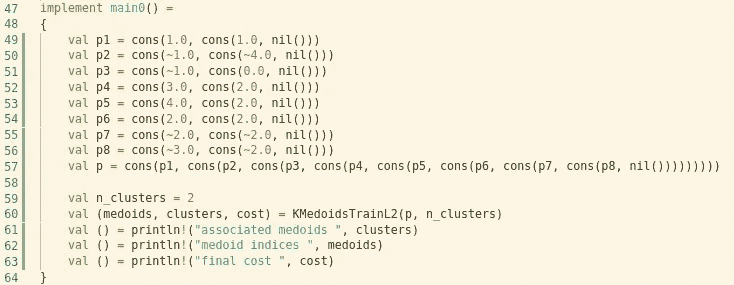 47 implement main0() =
48 {
49 val p1 = cons(1.0, cons(1.0, nil()))
50 val p2 = cons(~1.0, cons(~4.0, nil()))
51 val p3 = cons(~1.0, cons(0.0, nil()))
52 val p4 = cons(3.0, cons(2.0, nil()))
53 val p5 = cons(4.0, cons(2.0, nil()))
54 val p6 = cons(2.0, cons(2.0, nil()))
55 val p7 = cons(~2.0, cons(~2.0, nil()))
56 val p8 = cons(~3.0, cons(~2.0, nil()))
57 val p = cons(p1, cons(p2, cons(p3, cons(p4, cons(p5, cons(p6, cons(p7, cons(p8, nil()))))))))
58
59 val n_clusters = 2
60 val (medoids, clusters, cost) = KMedoidsTrainL2(p, n_clusters)
61 val () = println!("associated medoids ", clusters)
62 val () = println!("medoid indices ", medoids)
63 val () = println!("final cost ", cost)
64 }